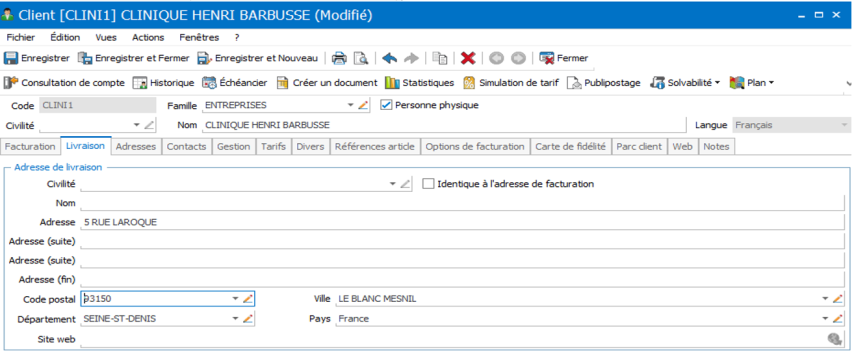 Client [CLINI1] CLINIQUE HENRI BARBUSSE (Modifié)
Fichier Édition Vues Actions Fenêtres ?
Enregistrer Enregistrer et Fermer Enregistrer et Nouveau Fermer
Consultation de compte Historique Échéancier Créer un document Statistiques Simulation de tarif Publipostage Solvabilité Plan
Code CLINI1 Famille ENTREPRISES Personne physique
Civilité Nom CLINIQUE HENRI BARBUSSE Langue Français
Facturation Livraison Adresses Contacts Gestion Tarifs Divers Références article Options de facturation Carte de fidélité Parc client Web Notes
Adresse de livraison
Civilité Identique à l'adresse de facturation
Nom
Adresse 5 RUE LAROQUE
Adresse (suite)
Adresse (suite)
Adresse (fin)
Code postal 93150 Ville LE BLANC MESNIL
Département SEINE-ST-DENIS Pays France
Site web